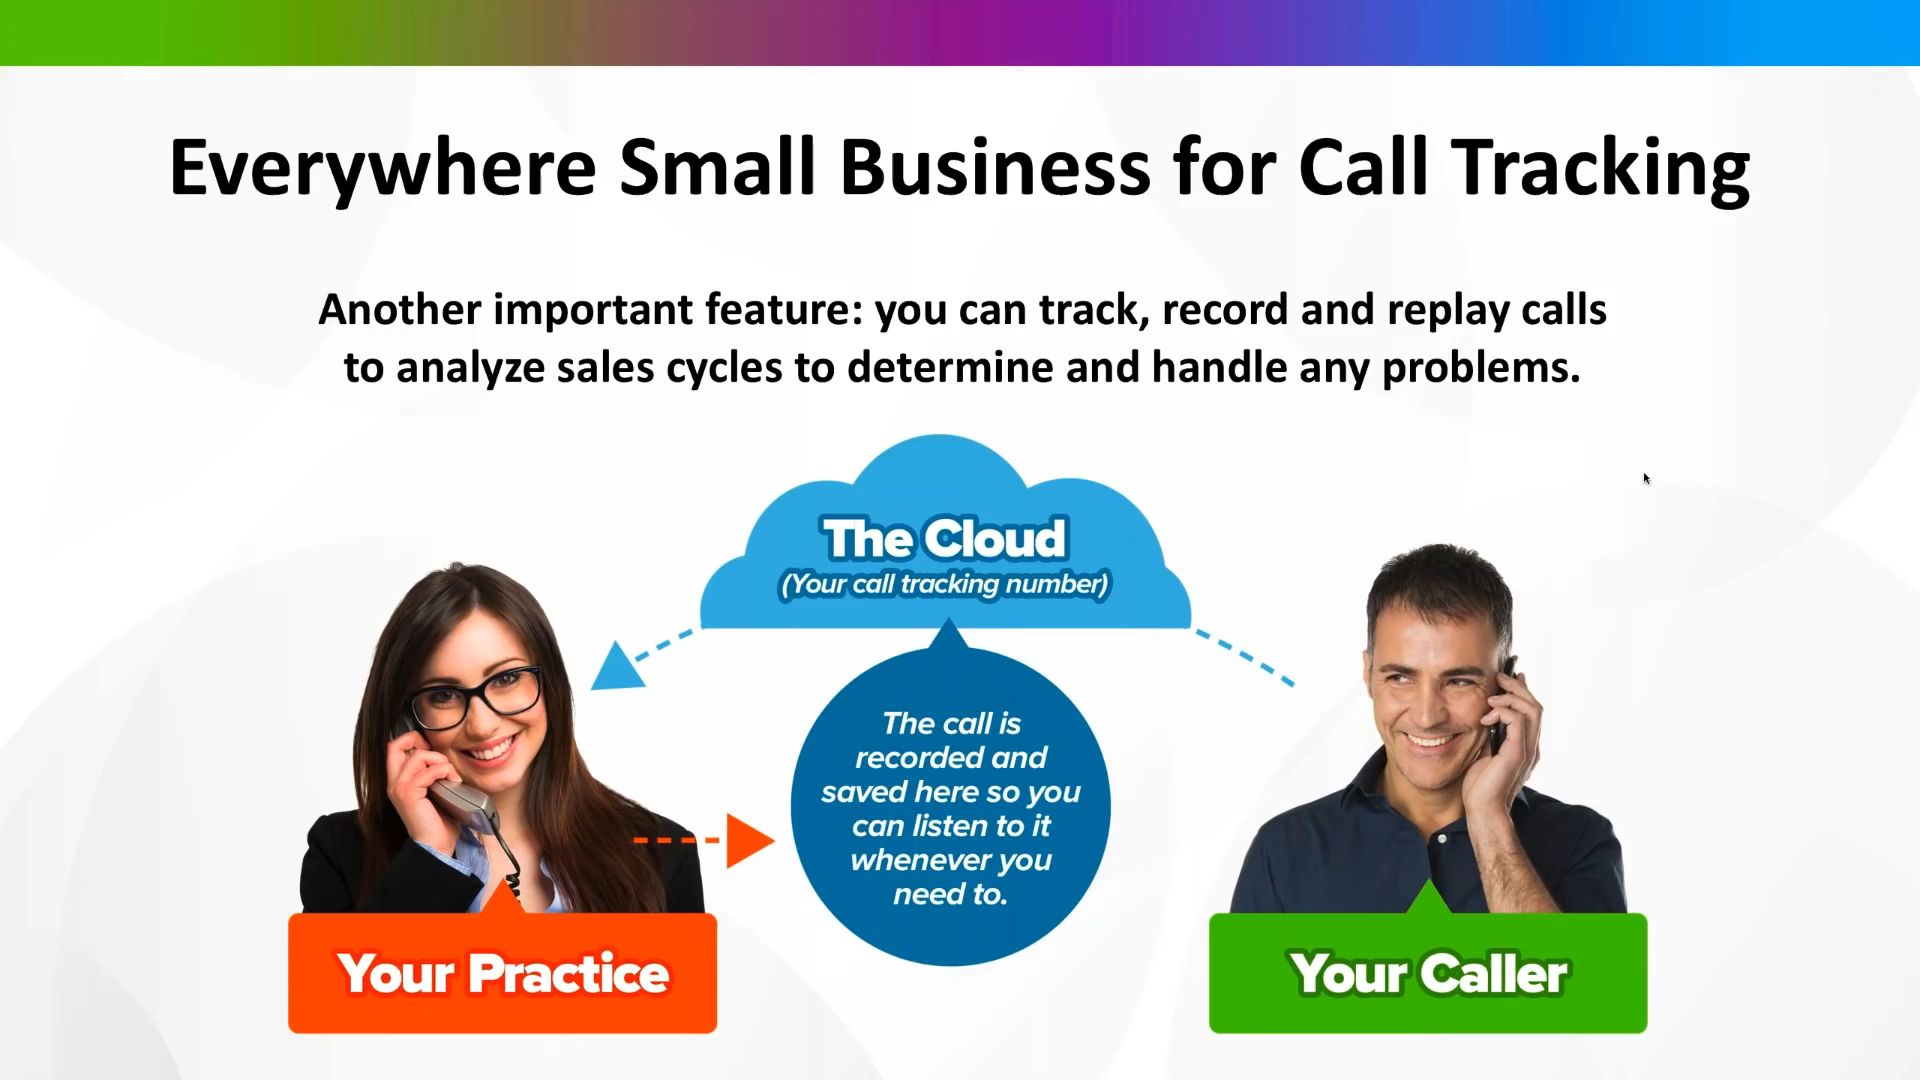 Everywhere Small Business for Call Tracking
Another important feature: you can track, record and replay calls
to analyze sales cycles to determine and handle any problems.
The Cloud
(Your call tracking number)
The call is
recorded and
saved here so you
can listen to it
whenever you
need to.
Your Practice
Your Caller